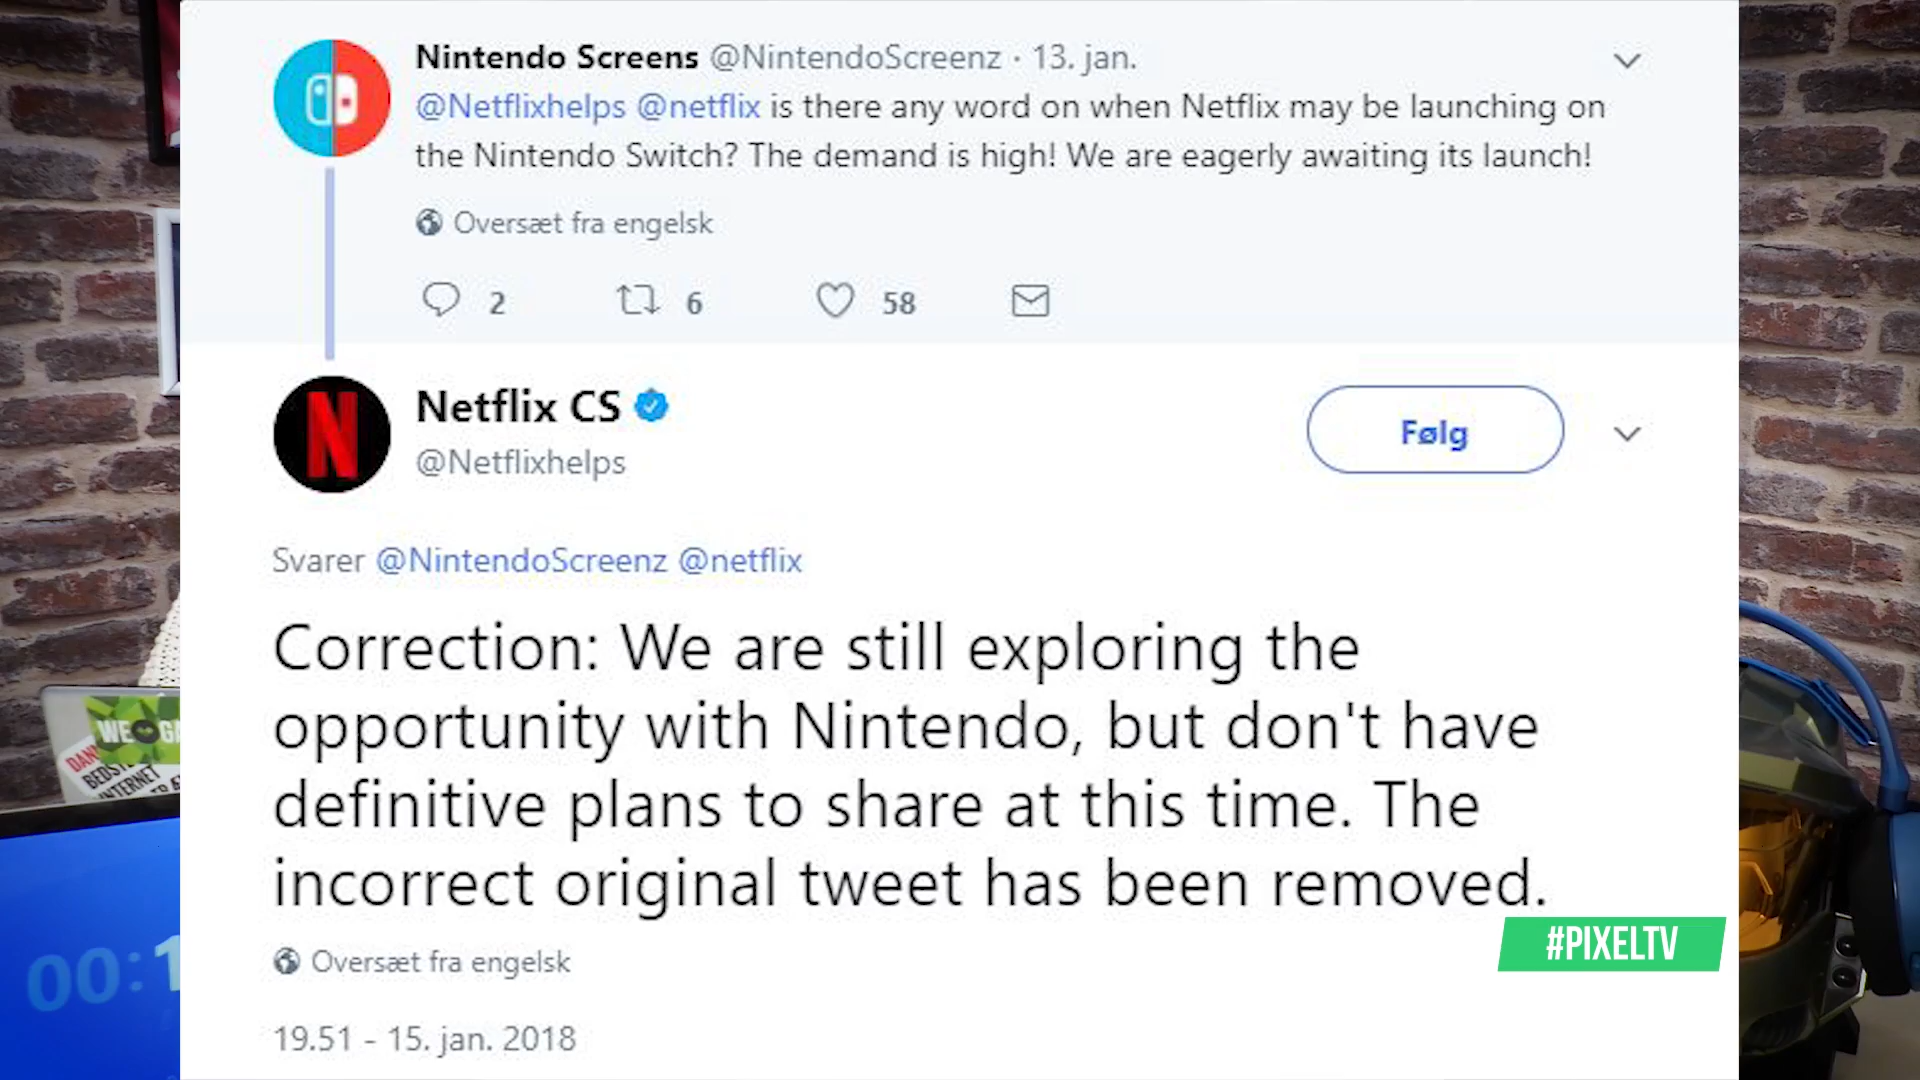 Nintendo Screens @NintendoScreenz · 13. jan.
@Netflixhelps @netflix is there any word on when Netflix may be launching on
the Nintendo Switch? The demand is high! We are eagerly awaiting its launch!
Oversæt fra engelsk
2 6 58
Netflix CS
@Netflixhelps
Følg
Svarer @NintendoScreenz @netflix
Correction: We are still exploring the
opportunity with Nintendo, but don't have
definitive plans to share at this time. The
incorrect original tweet has been removed.
#PIXELTV
Oversæt fra engelsk
19.51 - 15. jan. 2018
WE
INTERNET
00:1